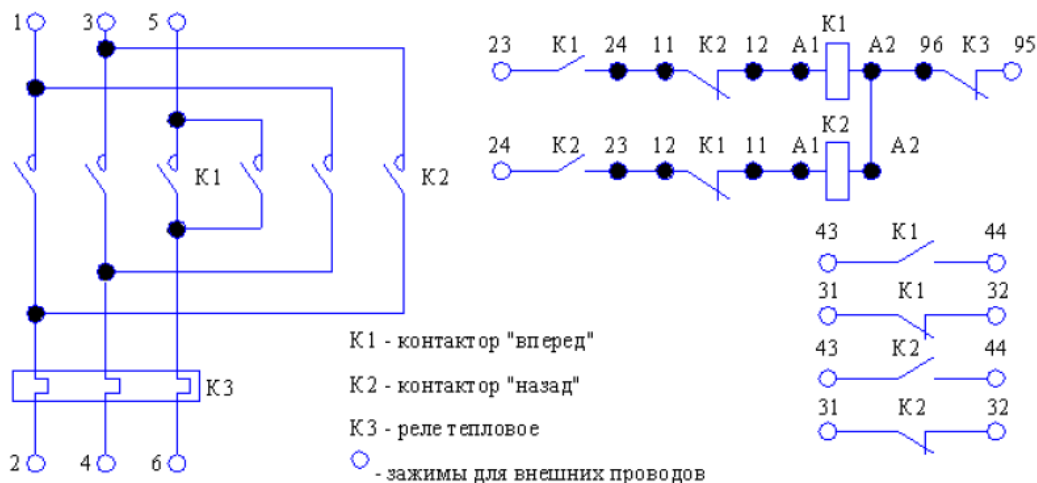 1 3 5
K1
23 K1 24 11 K2 12 A1 A2 96 K3 95
K2
24 K2 23 12 K1 11 A1 A2
K1 K2
43 K1 44
31 K1 32
43 K2 44
31 K2 32
K1 - контактор "вперед"
K2 - контактор "назад"
K3
K3 - реле тепловое
2 4 6
- зажимы для внешних проводов